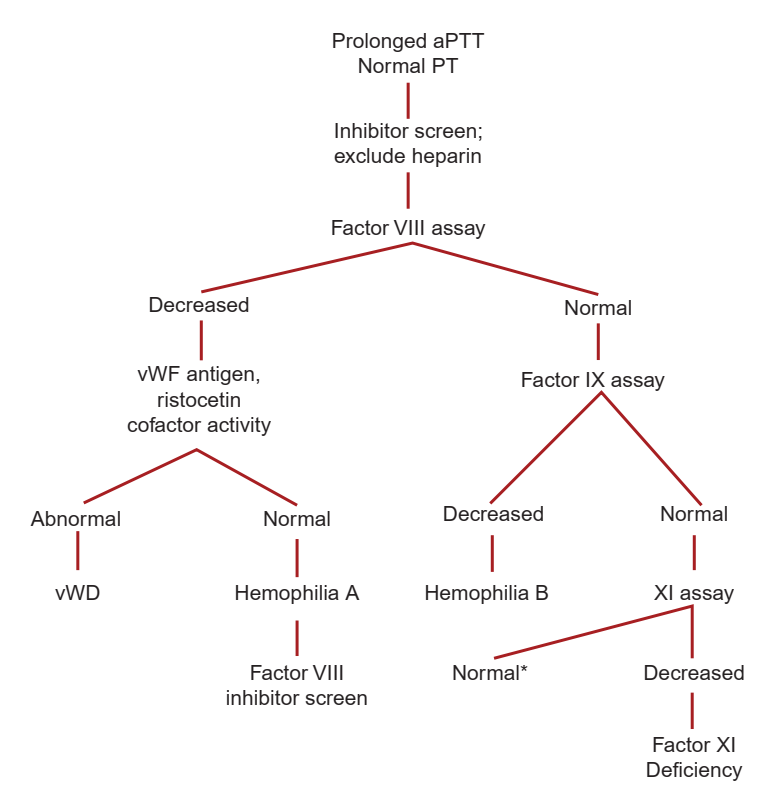 Prolonged aPTT
Normal PT
Inhibitor screen;
exclude heparin
Factor VIII assay
Decreased
Normal
vWF antigen,
ristocetin
cofactor activity
Factor IX assay
Abnormal
Normal
Decreased
Normal
vWD
Hemophilia A
Hemophilia B
XI assay
Factor VIII
inhibitor screen
Normal*
Decreased
Factor XI
Deficiency